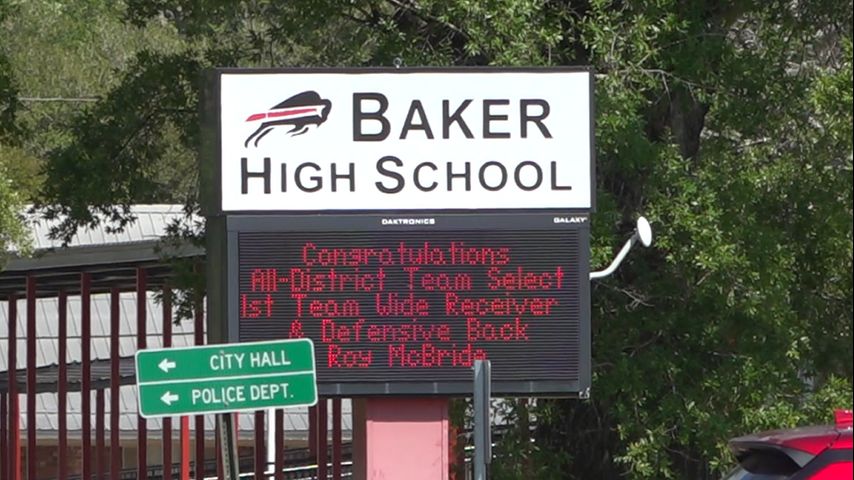 BAKER
HIGH SCHOOL
DAKTRONICS GALAXY
Congratulations
All-District Team Select
1st Team Wide Receiver
& Defensive Back
Roy McBride
← CITY HALL
← POLICE DEPT.